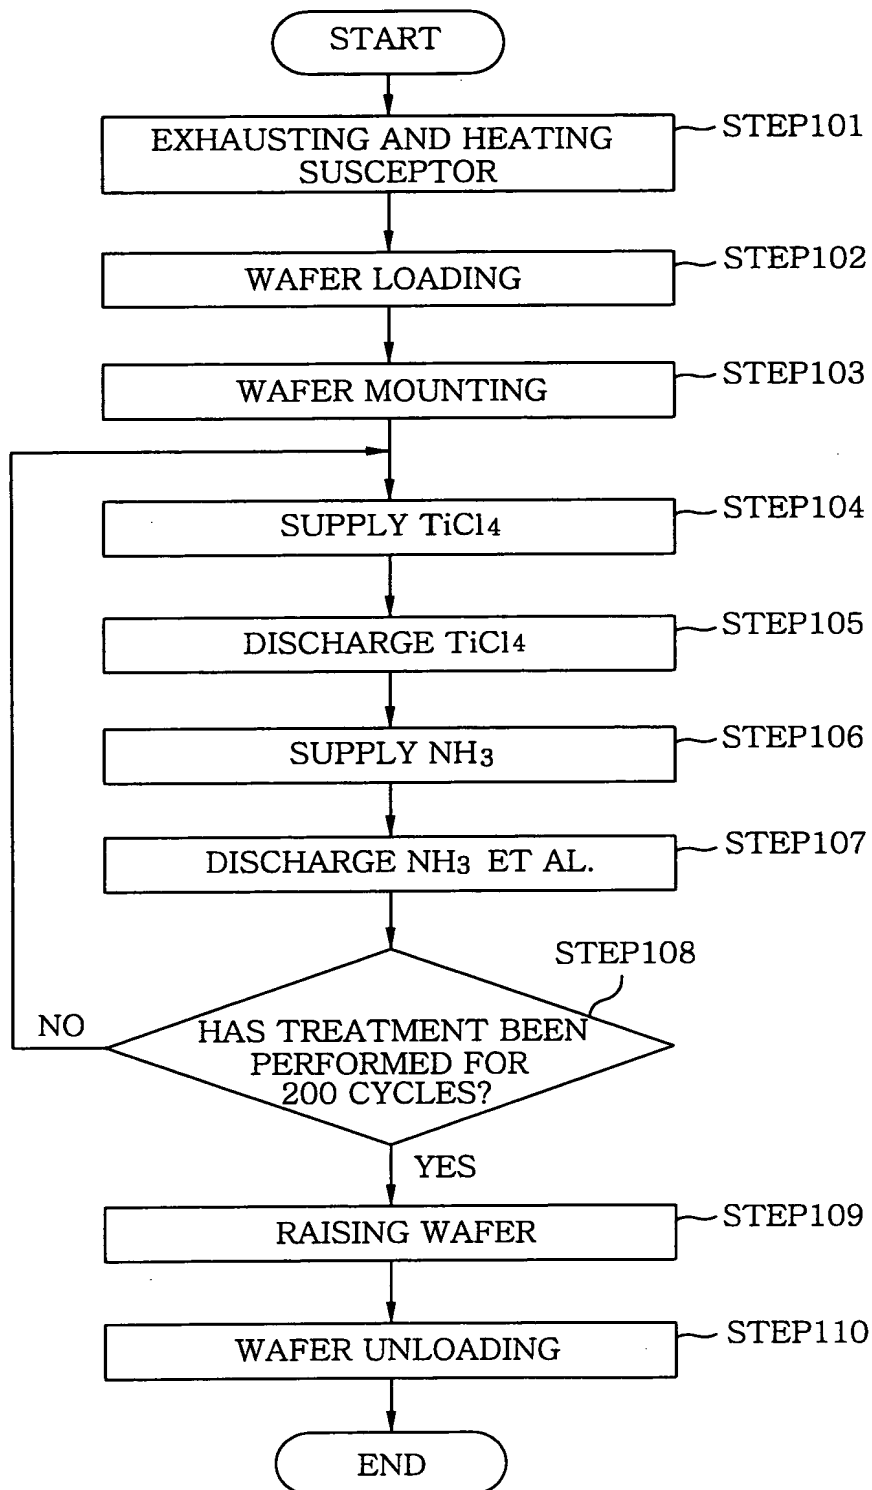 START
EXHAUSTING AND HEATING
SUSCEPTOR
STEP101
WAFER LOADING
STEP102
WAFER MOUNTING
STEP103
SUPPLY TiCl4
STEP104
DISCHARGE TiCl4
STEP105
SUPPLY NH3
STEP106
DISCHARGE NH3 ET AL.
STEP107
STEP108
NO
HAS TREATMENT BEEN
PERFORMED FOR
200 CYCLES?
YES
RAISING WAFER
STEP109
WAFER UNLOADING
STEP110
END